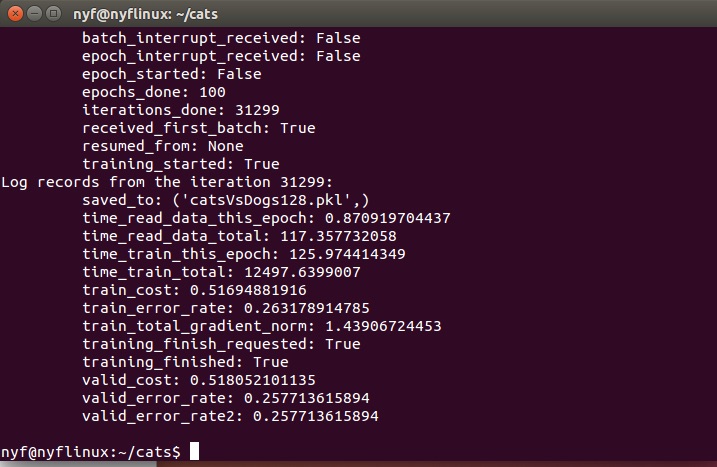 nyf@nyflinux: ~/cats
batch_interrupt_received: False
epoch_interrupt_received: False
epoch_started: False
epochs_done: 100
iterations_done: 31299
received_first_batch: True
resumed_from: None
training_started: True
Log records from the iteration 31299:
saved_to: ('catsVsDogs128.pkl',)
time_read_data_this_epoch: 0.870919704437
time_read_data_total: 117.357732058
time_train_this_epoch: 125.974414349
time_train_total: 12497.6399007
train_cost: 0.51694881916
train_error_rate: 0.263178914785
train_total_gradient_norm: 1.43906724453
training_finish_requested: True
training_finished: True
valid_cost: 0.518052101135
valid_error_rate: 0.257713615894
valid_error_rate2: 0.257713615894
nyf@nyflinux:~/cats$